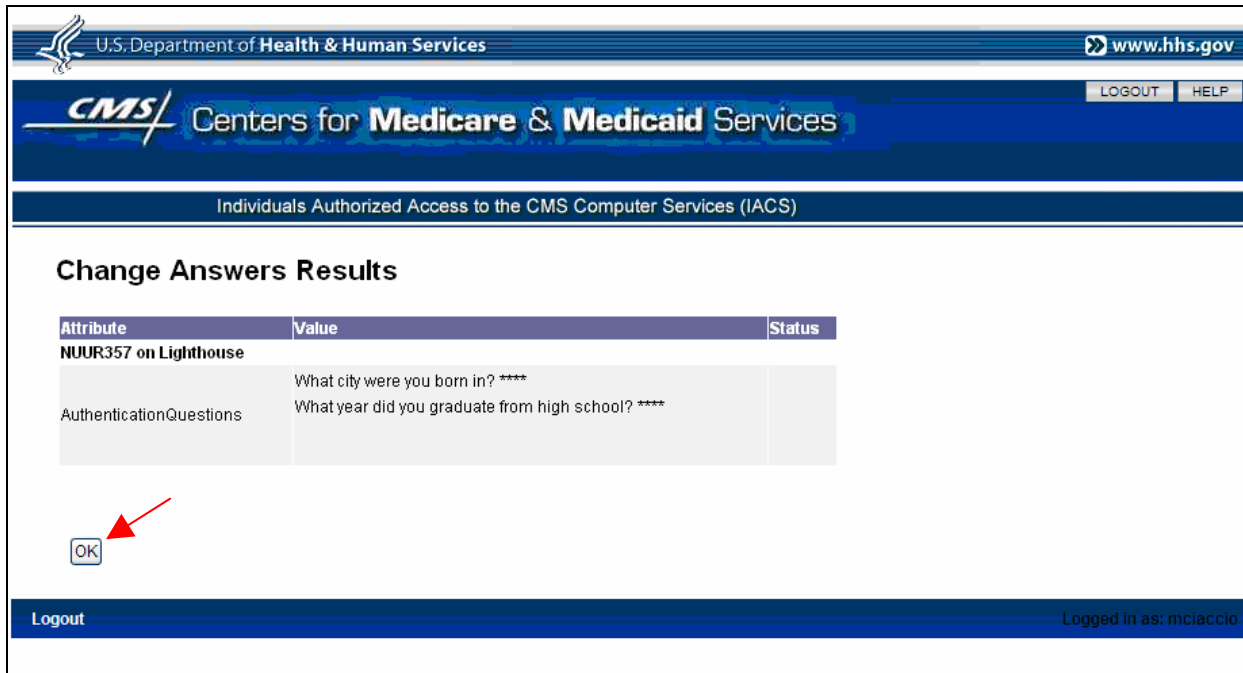 U.S. Department of Health & Human Services
www.hhs.gov
LOGOUT HELP
CMS/ Centers for Medicare & Medicaid Services
Individuals Authorized Access to the CMS Computer Services (IACS)
Change Answers Results
Attribute Value Status
NUUR357 on Lighthouse
What city were you born in? ****
AuthenticationQuestions What year did you graduate from high school? ****
OK
Logout Logged in as: mciaccio